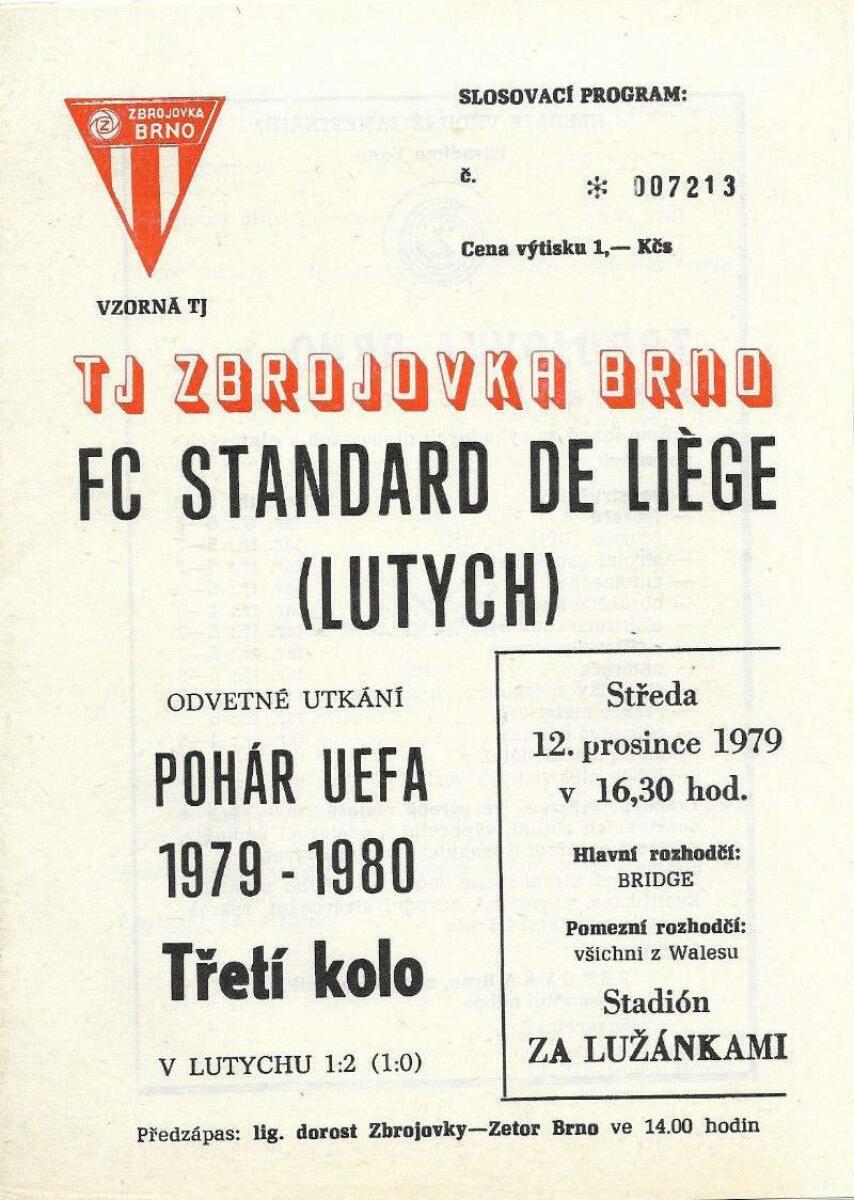 ZBROJOVKA
BRNO
VZORNÁ TJ
SLOSOVACÍ PROGRAM:
č. * 007213
Cena výtisku 1,— Kčs
TJ ZBROJOVKA BRNO
FC STANDARD DE LIÈGE
(LUTYCH)
ODVETNÉ UTKÁNÍ
POHÁR UEFA
1979 - 1980
Třetí kolo
V LUTYCHU 1:2 (1:0)
Středa
12. prosince 1979
v 16,30 hod.
Hlavní rozhodčí:
BRIDGE
Pomezní rozhodčí:
všichni z Walesu
Stadión
ZA LUŽÁNKAMI
Předzápas: lig. dorost Zbrojovky—Zetor Brno ve 14.00 hodin